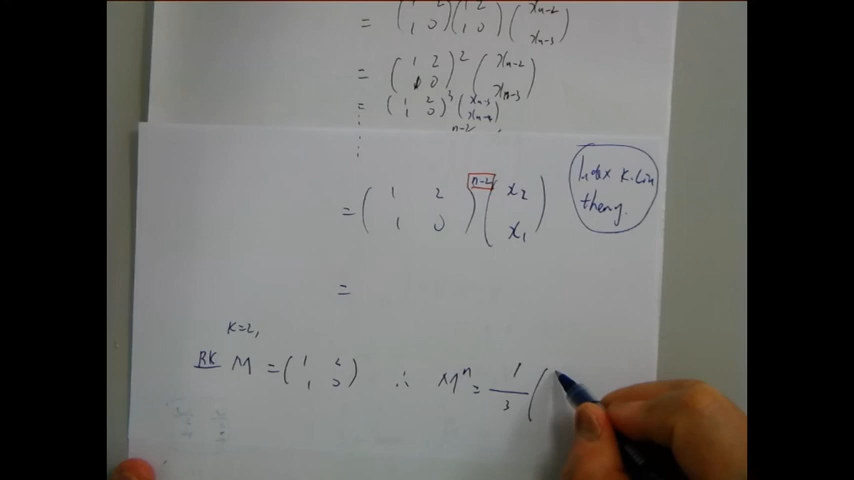 = ( 1 2 / 1 0 ) ( 1 2 / 1 0 ) ( x_{n-2} / x_{n-3} )
= ( 1 2 / 1 0 )^2 ( x_{n-2} / x_{n-3} )
= ( 1 2 / 1 0 )^3 ( x_{n-3} / x_{n-4} )
n-2
= ( 1 2 / 1 0 )^{n-2} ( x_2 / x_1 )
Index K.Lin
theory.
=
K=2,
RK M = ( 1 2 / 1 0 ) ∴ M^n = 1/3 (